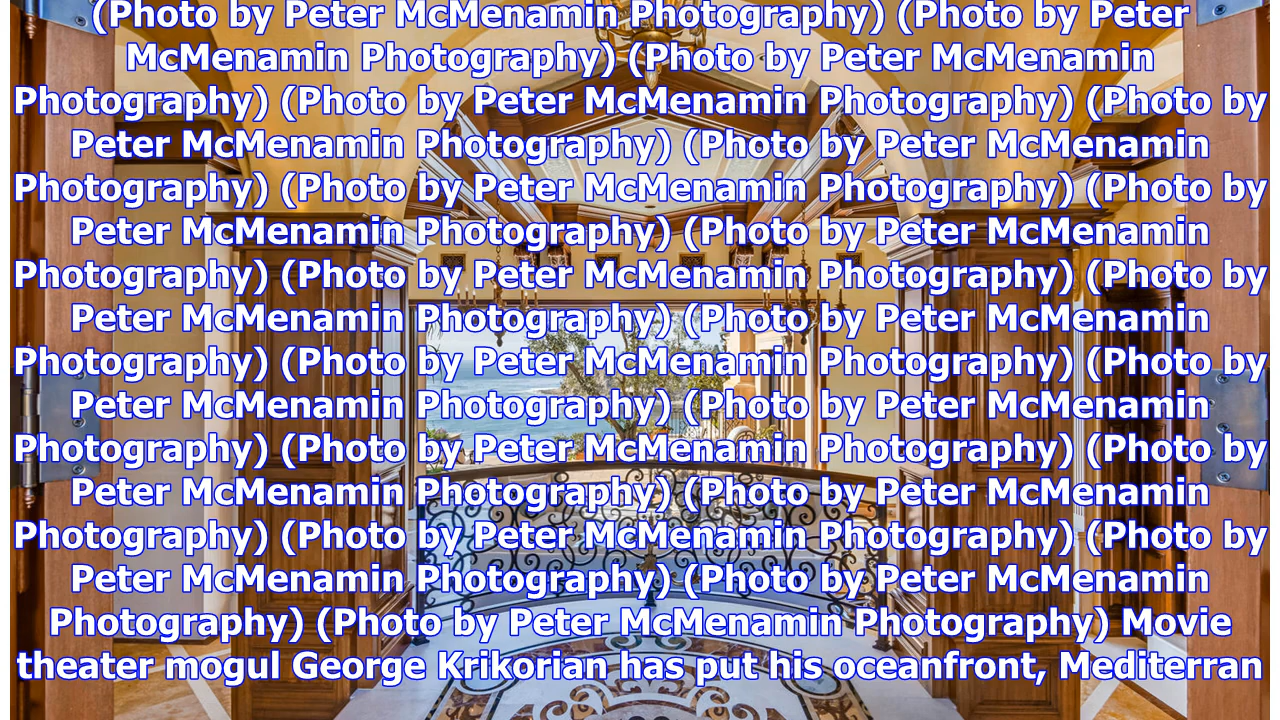 (Photo by Peter McMenamin Photography) (Photo by Peter
McMenamin Photography) (Photo by Peter McMenamin
Photography) (Photo by Peter McMenamin Photography) (Photo by
Peter McMenamin Photography) (Photo by Peter McMenamin
Photography) (Photo by Peter McMenamin Photography) (Photo by
Peter McMenamin Photography) (Photo by Peter McMenamin
Photography) (Photo by Peter McMenamin Photography) (Photo by
Peter McMenamin Photography) (Photo by Peter McMenamin
Photography) (Photo by Peter McMenamin Photography) (Photo by
Peter McMenamin Photography) (Photo by Peter McMenamin
Photography) (Photo by Peter McMenamin Photography) (Photo by
Peter McMenamin Photography) (Photo by Peter McMenamin
Photography) (Photo by Peter McMenamin Photography) (Photo by
Peter McMenamin Photography) (Photo by Peter McMenamin
Photography) (Photo by Peter McMenamin Photography) Movie
theater mogul George Krikorian has put his oceanfront, Mediterran